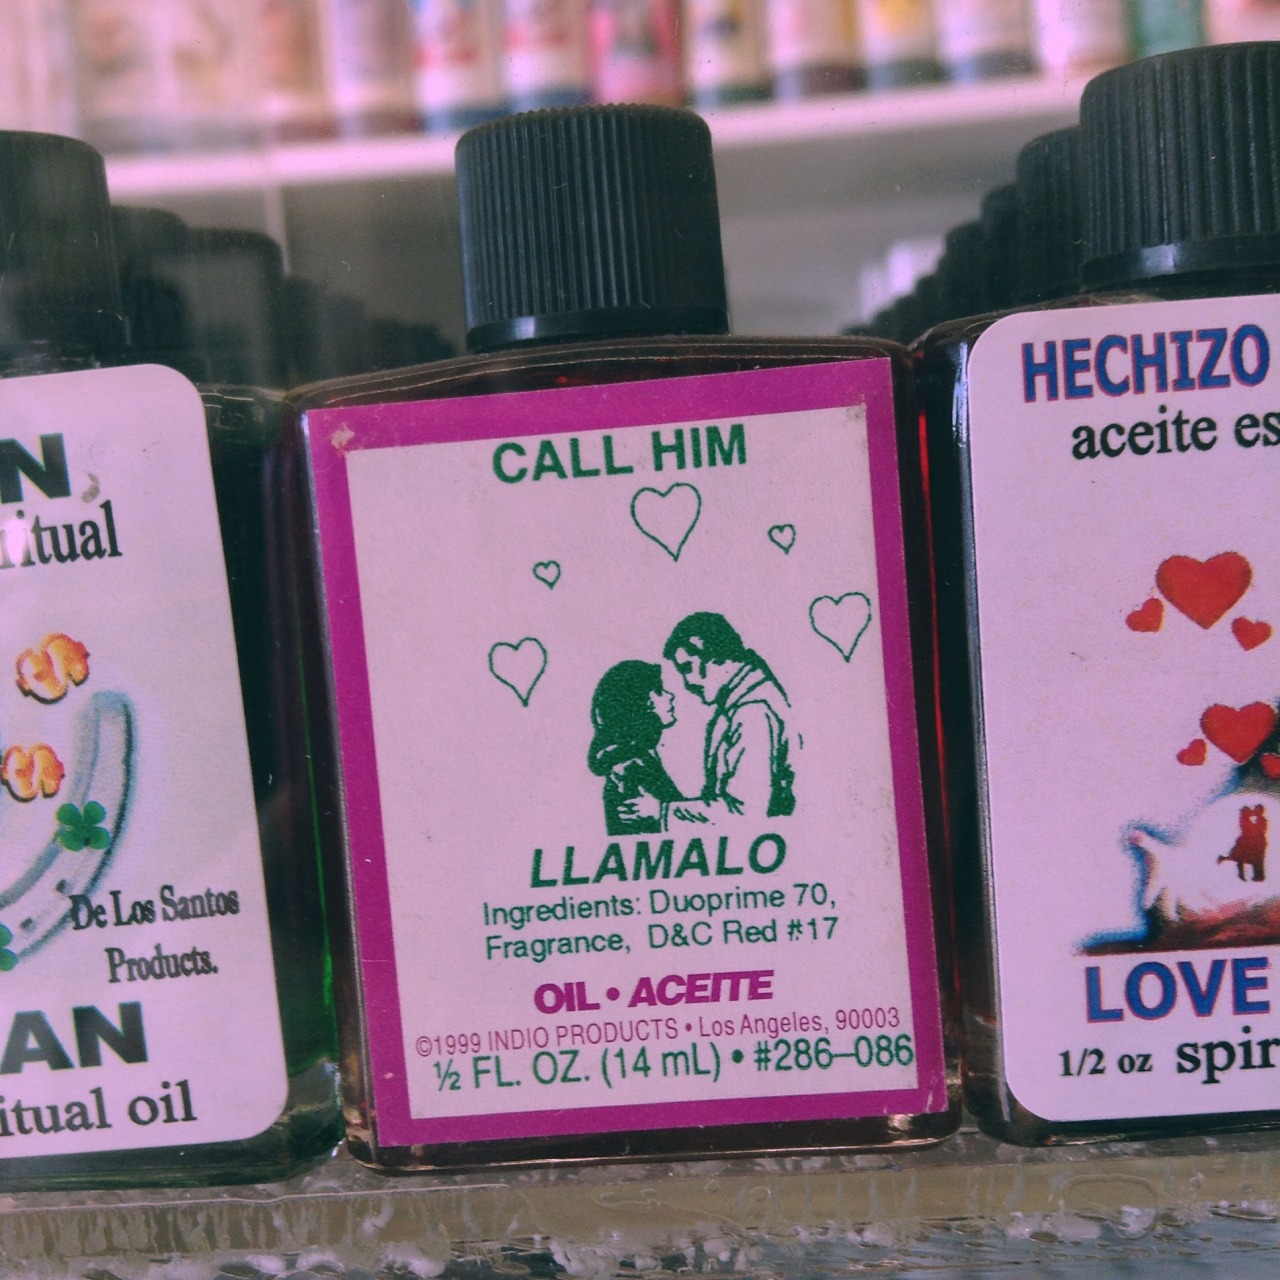 CALL HIM
LLAMALO
Ingredients: Duoprime 70,
Fragrance, D&C Red #17
OIL • ACEITE
©1999 INDIO PRODUCTS • Los Angeles, 90003
½ FL. OZ. (14 mL) • #286–086
N
ritual
De Los Santos
Products.
AN
itual oil
HECHIZO
aceite es
LOVE
1/2 oz spir